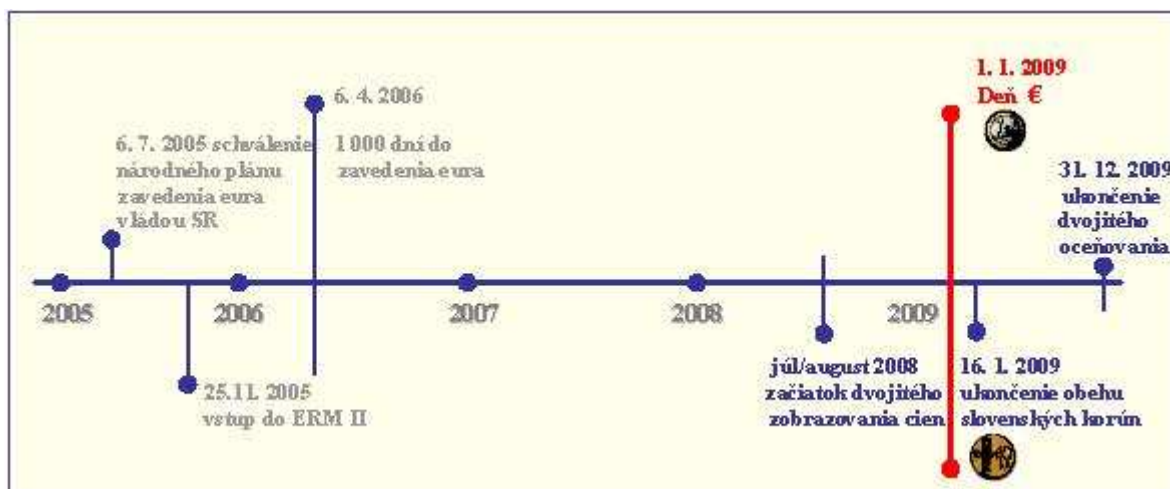 1. 1. 2009
Deň €
6. 4. 2006
6. 7. 2005 schválenie
národného plánu
zavedenia eura
vládou SR
1 000 dní do
zavedenia eura
31. 12. 2009
ukončenie
dvojitého
oceňovania
2005
2006
2007
2008
2009
25.11. 2005
vstup do ERM II
júl/august 2008
začiatok dvojitého
zobrazovania cien
16. 1. 2009
ukončenie obehu
slovenských korún